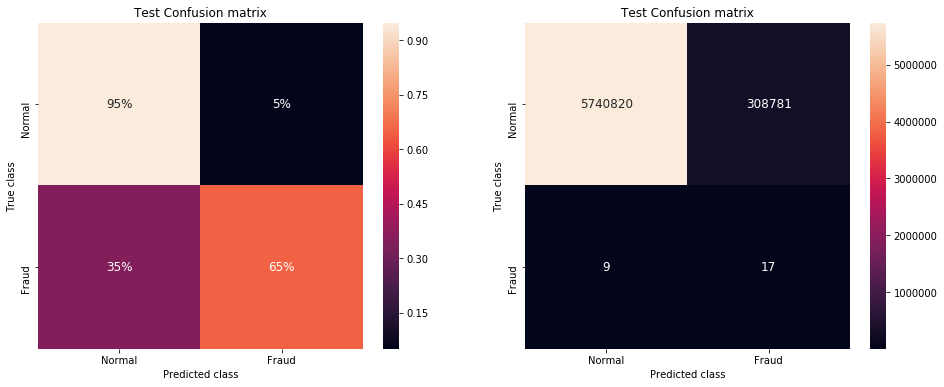 Test Confusion matrix
Normal
Fraud
True class
95%
5%
35%
65%
Normal
Fraud
Predicted class
0.90
0.75
0.60
0.45
0.30
0.15
Test Confusion matrix
Normal
Fraud
True class
5740820
308781
9
17
Normal
Fraud
Predicted class
5000000
4000000
3000000
2000000
1000000